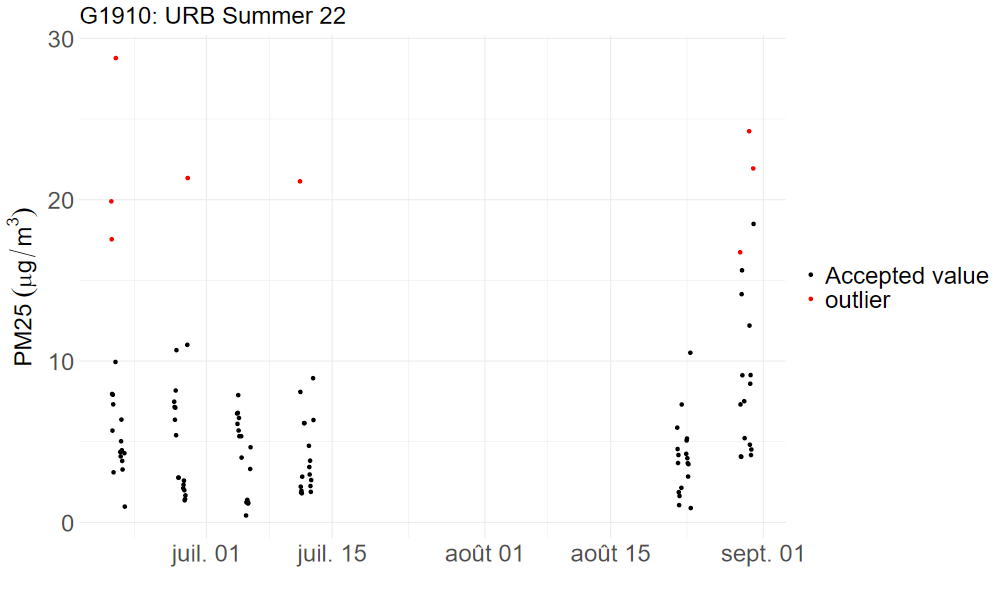 G1910: URB Summer 22
30
20
10
0
PM25 (μg/m³)
juil. 01
juil. 15
août 01
août 15
sept. 01
Accepted value
outlier